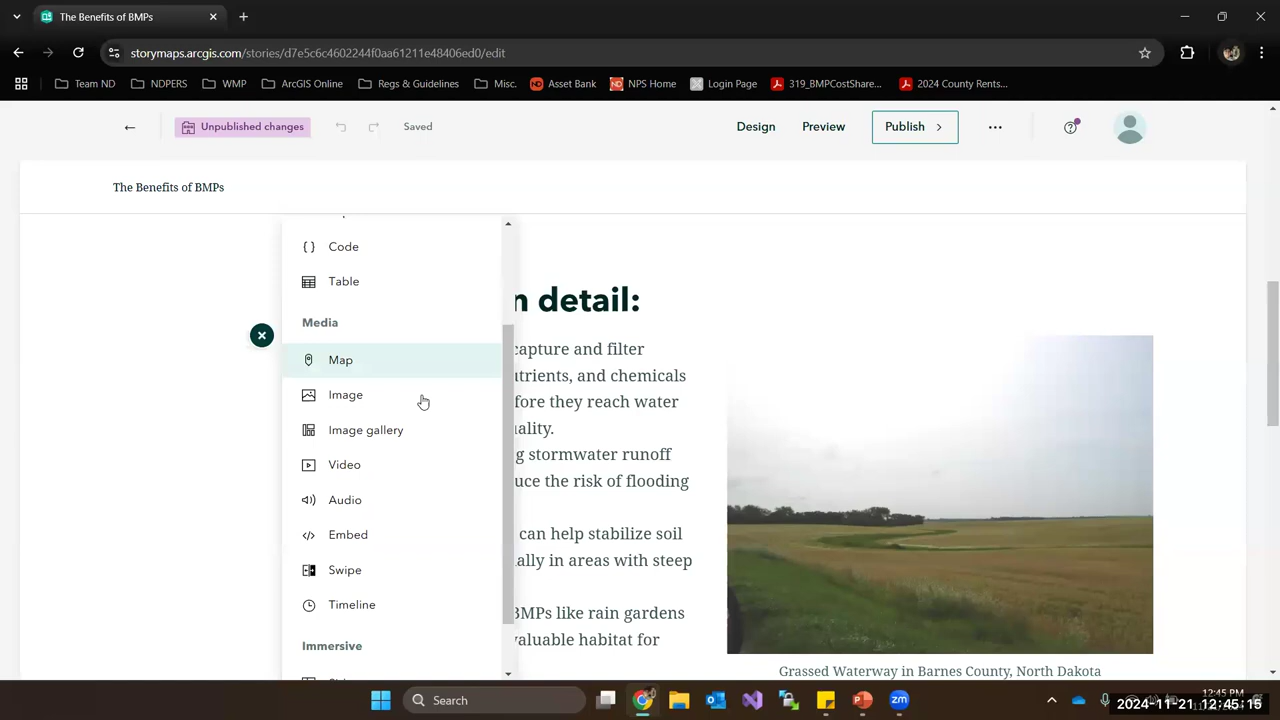 The Benefits of BMPs
storymaps.arcgis.com/stories/d7e5c6c4602244f0aa61211e48406ed0/edit
Team ND
NDPERS
WMP
ArcGIS Online
Regs & Guidelines
Misc.
Asset Bank
NPS Home
Login Page
319_BMPCostShare...
2024 County Rents...
Unpublished changes
Saved
Design
Preview
Publish
The Benefits of BMPs
Code
Table
Media
Map
Image
Image gallery
Video
Audio
Embed
Swipe
Timeline
Immersive
n detail:
capture and filter
utrients, and chemicals
fore they reach water
uality.
g stormwater runoff
uce the risk of flooding
can help stabilize soil
ally in areas with steep
BMPs like rain gardens
valuable habitat for
Grassed Waterway in Barnes County, North Dakota
Search
12:45 PM
2024-11-21 12:45:15